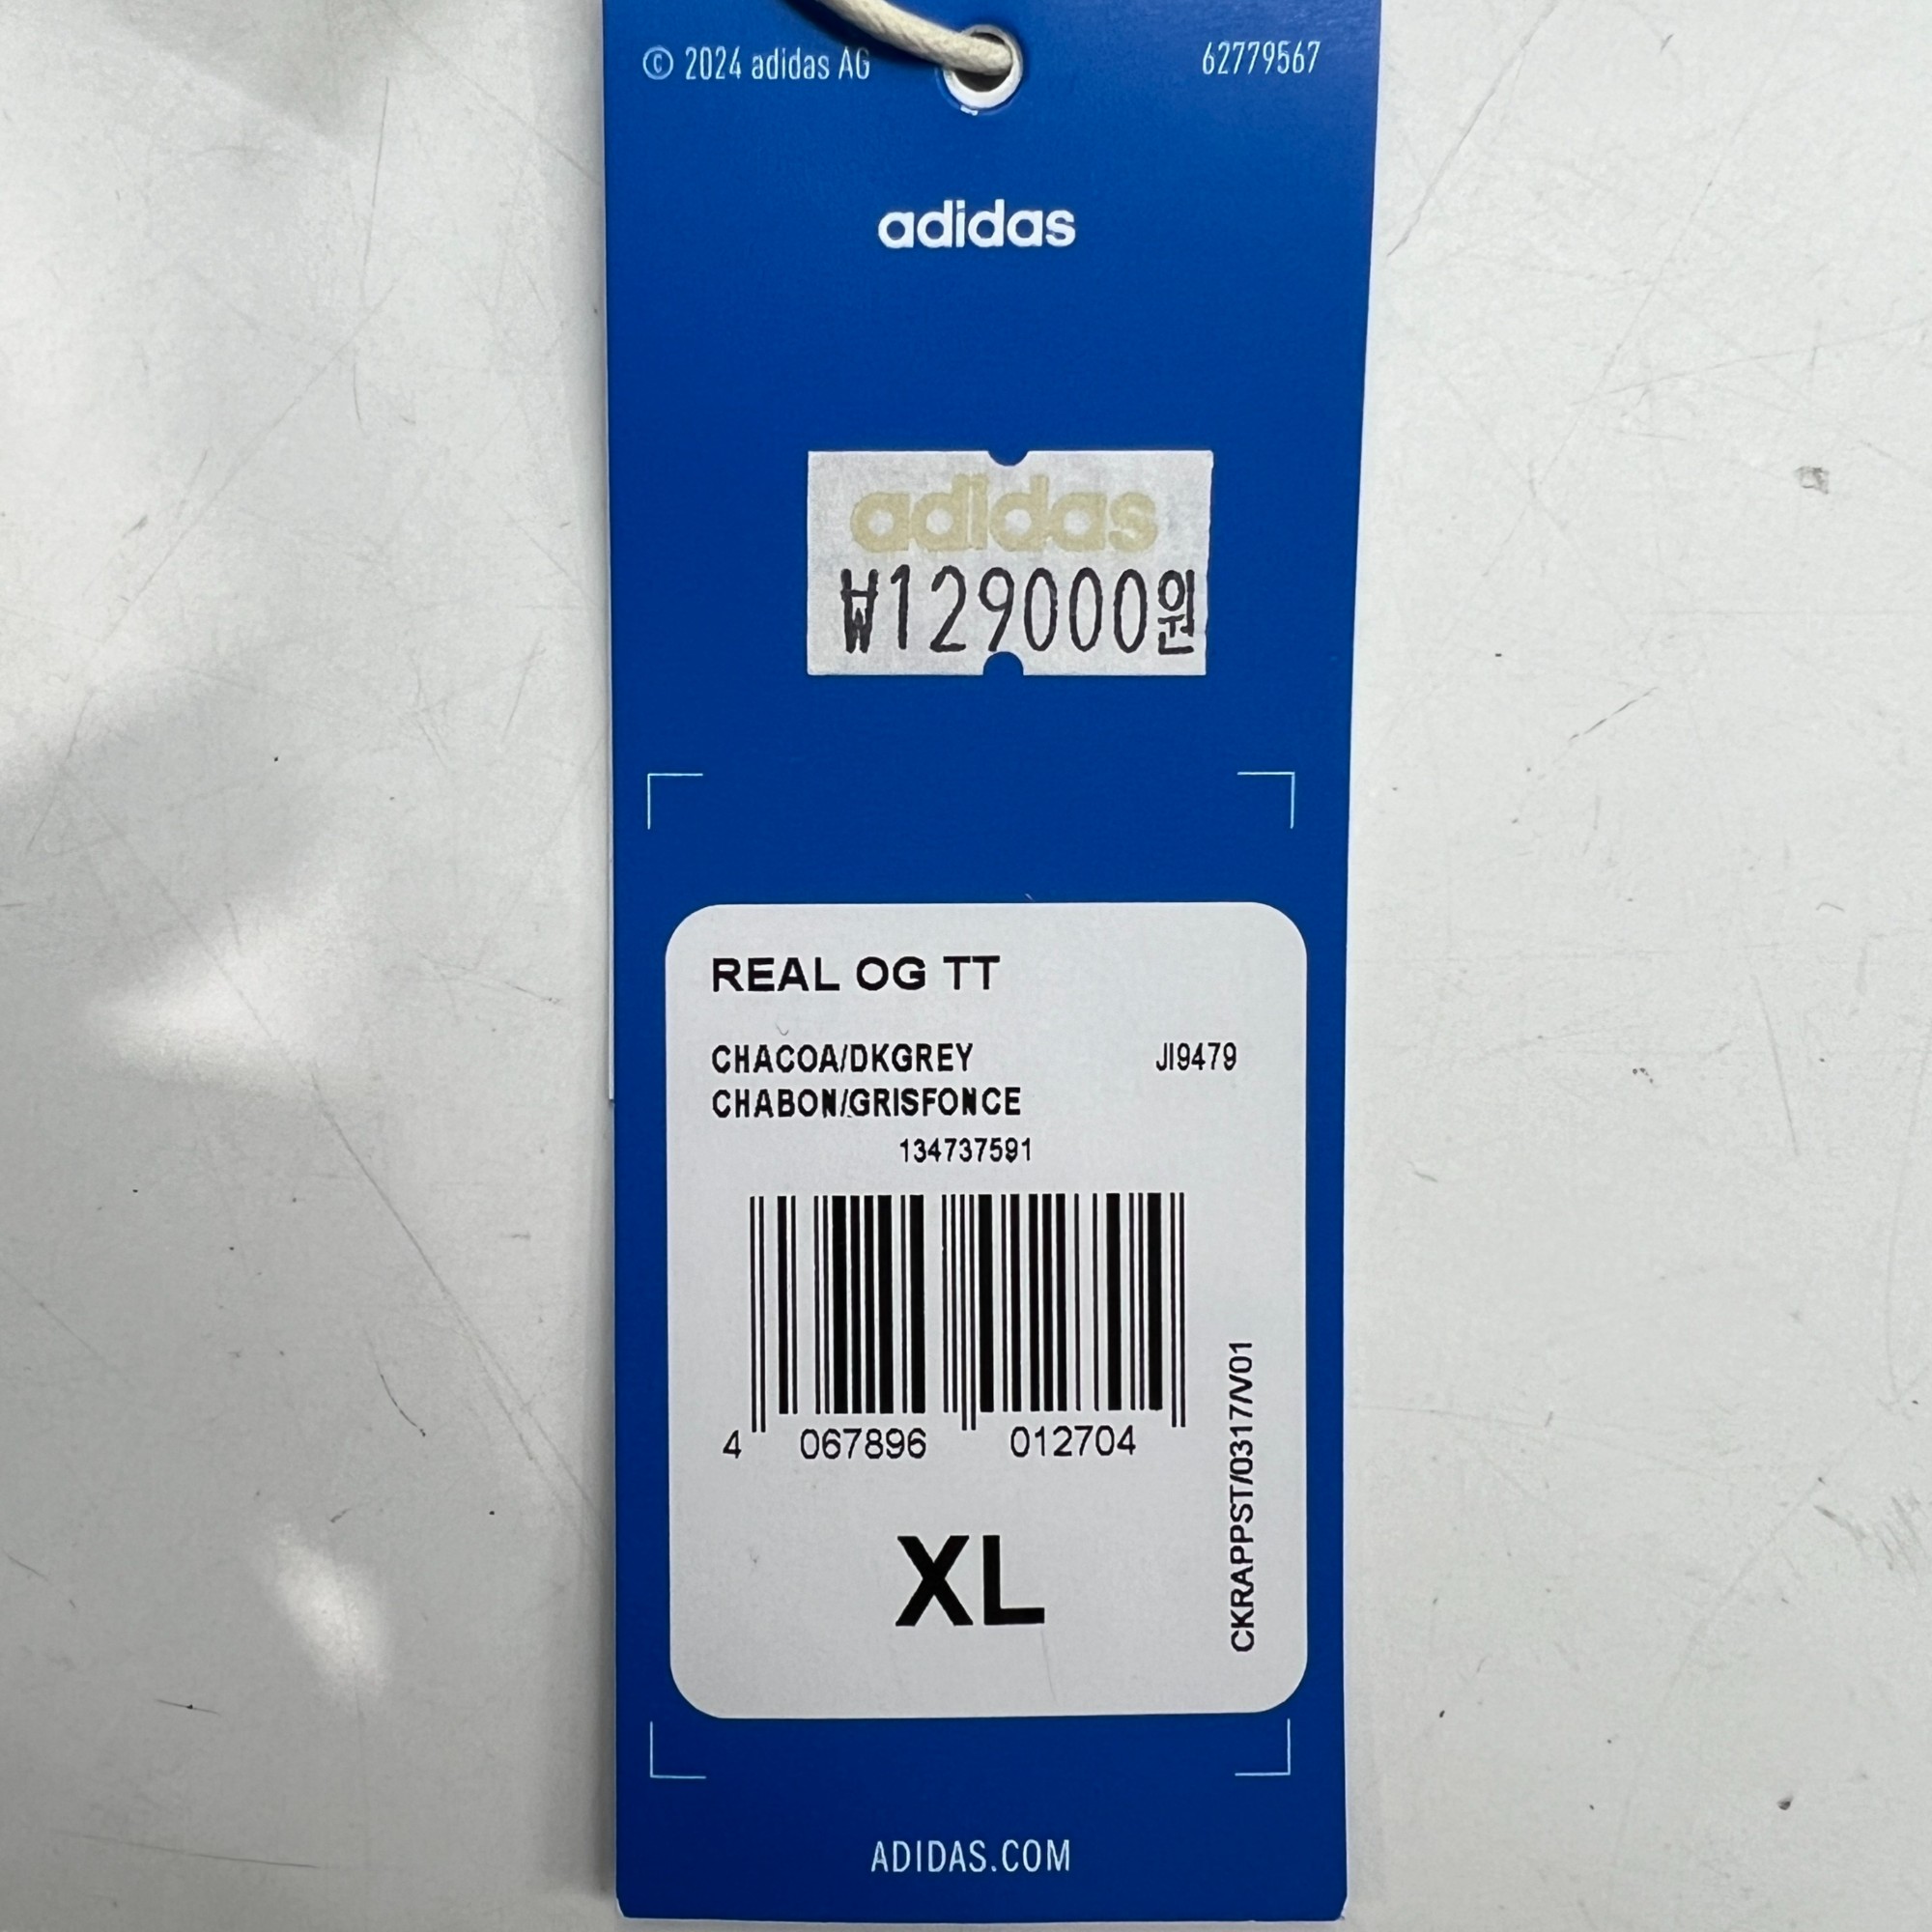 © 2024 adidas AG
62779567
adidas
adidas
₩129000원
REAL OG TT
CHACOA/DKGREY JI9479
CHABON/GRISFONCE
134737591
4 067896 012704
CKRAPPST/0317/V01
XL
ADIDAS.COM